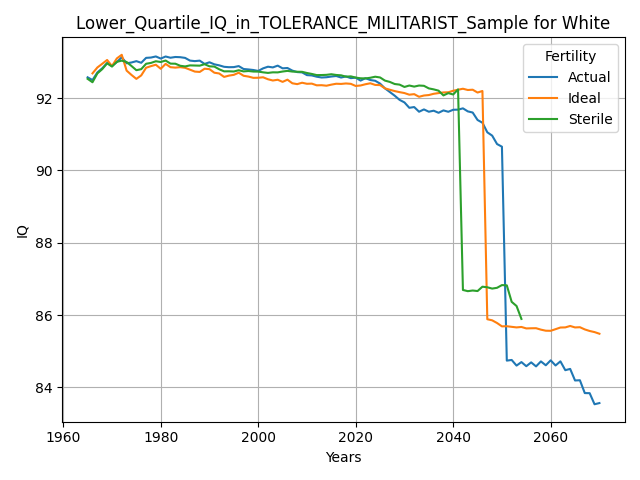 Lower_Quartile_IQ_in_TOLERANCE_MILITARIST_Sample for White
Fertility
Actual
Ideal
Sterile
IQ
92
90
88
86
84
1960
1980
2000
2020
2040
2060
Years